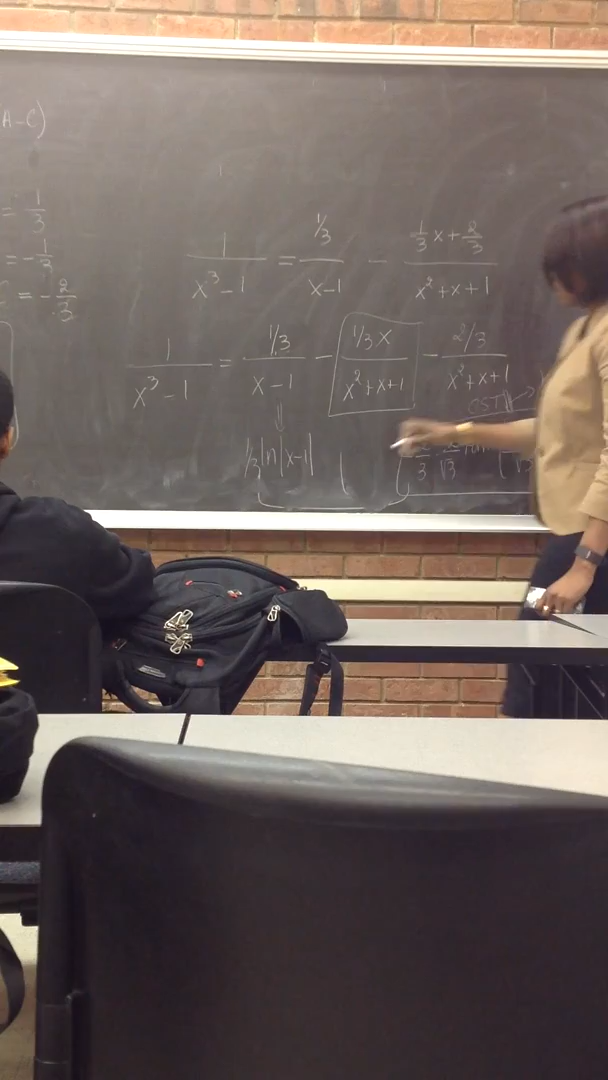 A-C)
= 1/3
= -1/3
C = -2/3
1/(x³-1) = (1/3)/(x-1) - (1/3 x + 2/3)/(x²+x+1)
1/(x³-1) = (1/3)/(x-1) - (1/3 x)/(x²+x+1) - (2/3)/(x²+x+1)
⇓
1/3 ln|x-1|